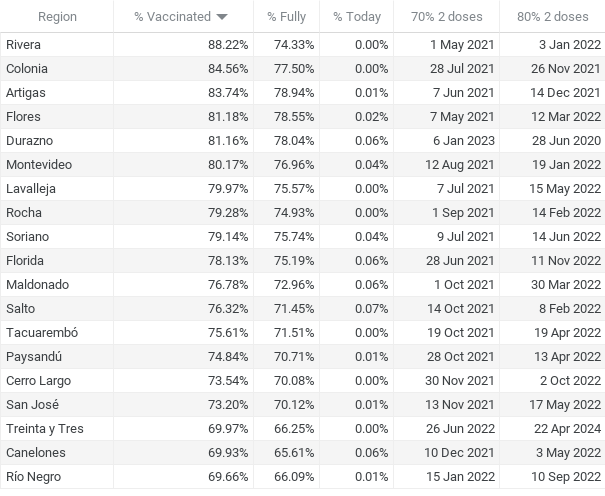 Region % Vaccinated % Fully % Today 70% 2 doses 80% 2 doses
Rivera 88.22% 74.33% 0.00% 1 May 2021 3 Jan 2022
Colonia 84.56% 77.50% 0.00% 28 Jul 2021 26 Nov 2021
Artigas 83.74% 78.94% 0.01% 7 Jun 2021 14 Dec 2021
Flores 81.18% 78.55% 0.02% 7 May 2021 12 Mar 2022
Durazno 81.16% 78.04% 0.06% 6 Jan 2023 28 Jun 2020
Montevideo 80.17% 76.96% 0.04% 12 Aug 2021 19 Jan 2022
Lavalleja 79.97% 75.57% 0.00% 7 Jul 2021 15 May 2022
Rocha 79.28% 74.93% 0.00% 1 Sep 2021 14 Feb 2022
Soriano 79.14% 75.74% 0.04% 9 Jul 2021 14 Jun 2022
Florida 78.13% 75.19% 0.06% 28 Jun 2021 11 Nov 2022
Maldonado 76.78% 72.96% 0.06% 1 Oct 2021 30 Mar 2022
Salto 76.32% 71.45% 0.07% 14 Oct 2021 8 Feb 2022
Tacuarembó 75.61% 71.51% 0.00% 19 Oct 2021 19 Apr 2022
Paysandú 74.84% 70.71% 0.01% 28 Oct 2021 13 Apr 2022
Cerro Largo 73.54% 70.08% 0.00% 30 Nov 2021 2 Oct 2022
San José 73.20% 70.12% 0.01% 13 Nov 2021 17 May 2022
Treinta y Tres 69.97% 66.25% 0.00% 26 Jun 2022 22 Apr 2024
Canelones 69.93% 65.61% 0.06% 10 Dec 2021 3 May 2022
Río Negro 69.66% 66.09% 0.01% 15 Jan 2022 10 Sep 2022